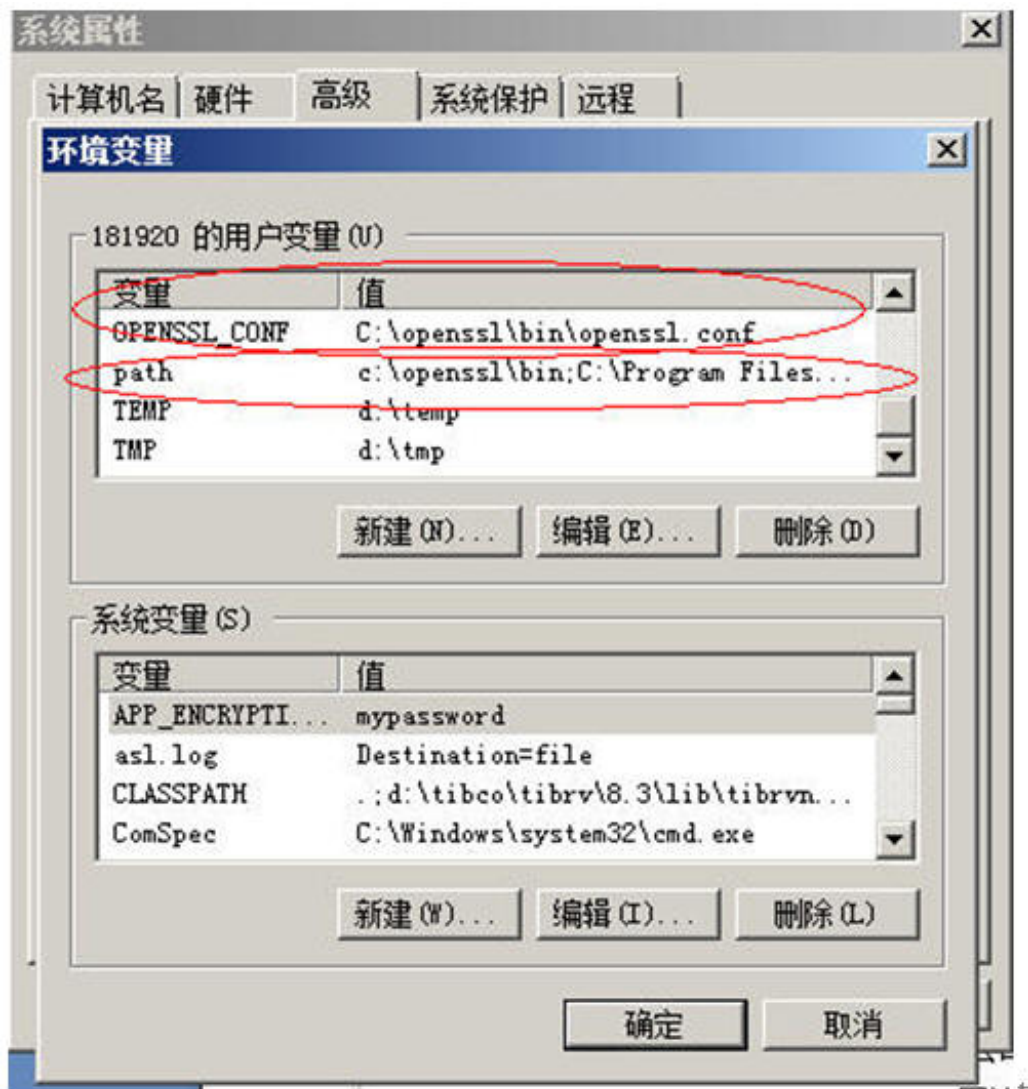 系统属性
计算机名 硬件 高级 系统保护 远程
环境变量
181920 的用户变量(U)
变量 值
OPENSSL_CONF C:\openssl\bin\openssl.conf
path c:\openssl\bin;C:\Program Files...
TEMP d:\temp
TMP d:\tmp
新建(N)... 编辑(E)... 删除(D)
系统变量(S)
变量 值
APP_ENCRYPTI... mypassword
asl.log Destination=file
CLASSPATH .;d:\tibco\tibrv\8.3\lib\tibrvn...
ComSpec C:\Windows\system32\cmd.exe
新建(W)... 编辑(I)... 删除(L)
确定 取消